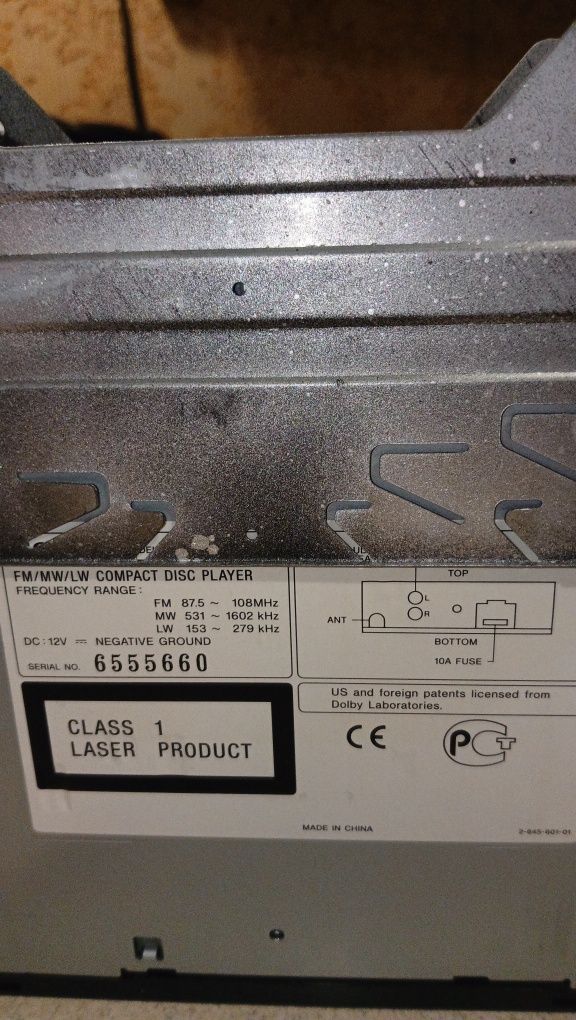 FM/MW/LW COMPACT DISC PLAYER
FREQUENCY RANGE:
FM 87.5 ~ 108MHz
MW 531 ~ 1602 kHz
LW 153 ~ 279 kHz
DC:12V ⎓ NEGATIVE GROUND
SERIAL NO. 6555660
TOP
L
R
ANT
BOTTOM
10A FUSE
CLASS 1
LASER PRODUCT
US and foreign patents licensed from
Dolby Laboratories.
CE
PCT
MADE IN CHINA
2-645-601-01